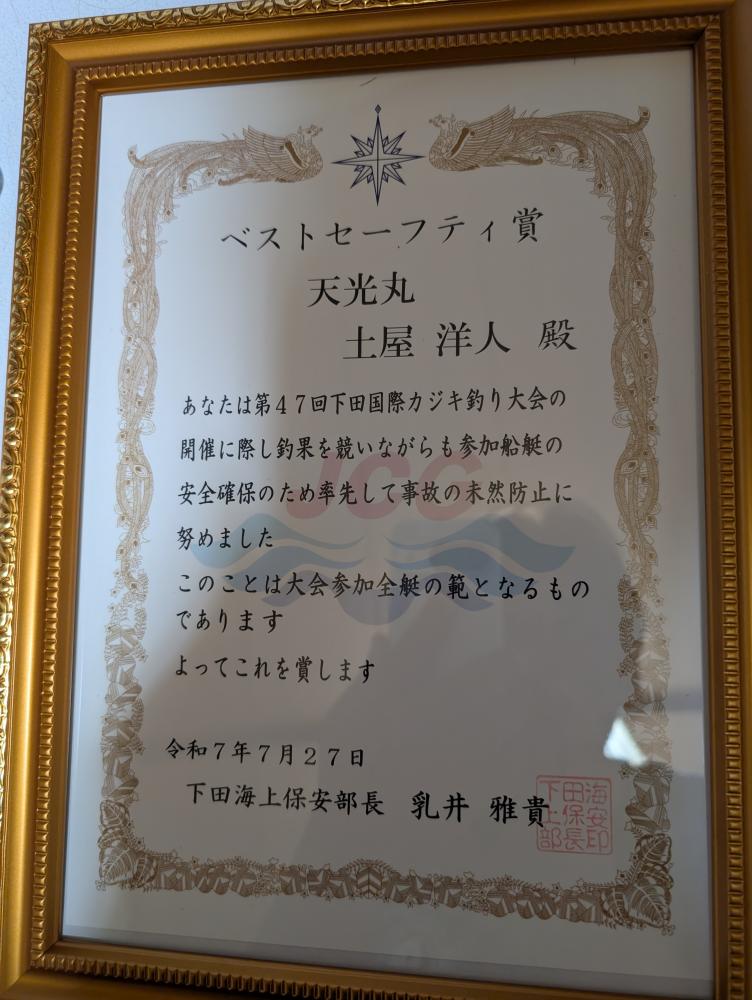 ベストセーフティ賞
天光丸
土屋 洋人 殿
あなたは第47回下田国際カジキ釣り大会の
開催に際し釣果を競いながらも参加船艇の
安全確保のため率先して事故の未然防止に
努めました
このことは大会参加全艇の範となるもの
であります
よってこれを賞します
令和7年7月27日
下田海上保安部長 乳井 雅貴
下田海上保安部長印
JCG